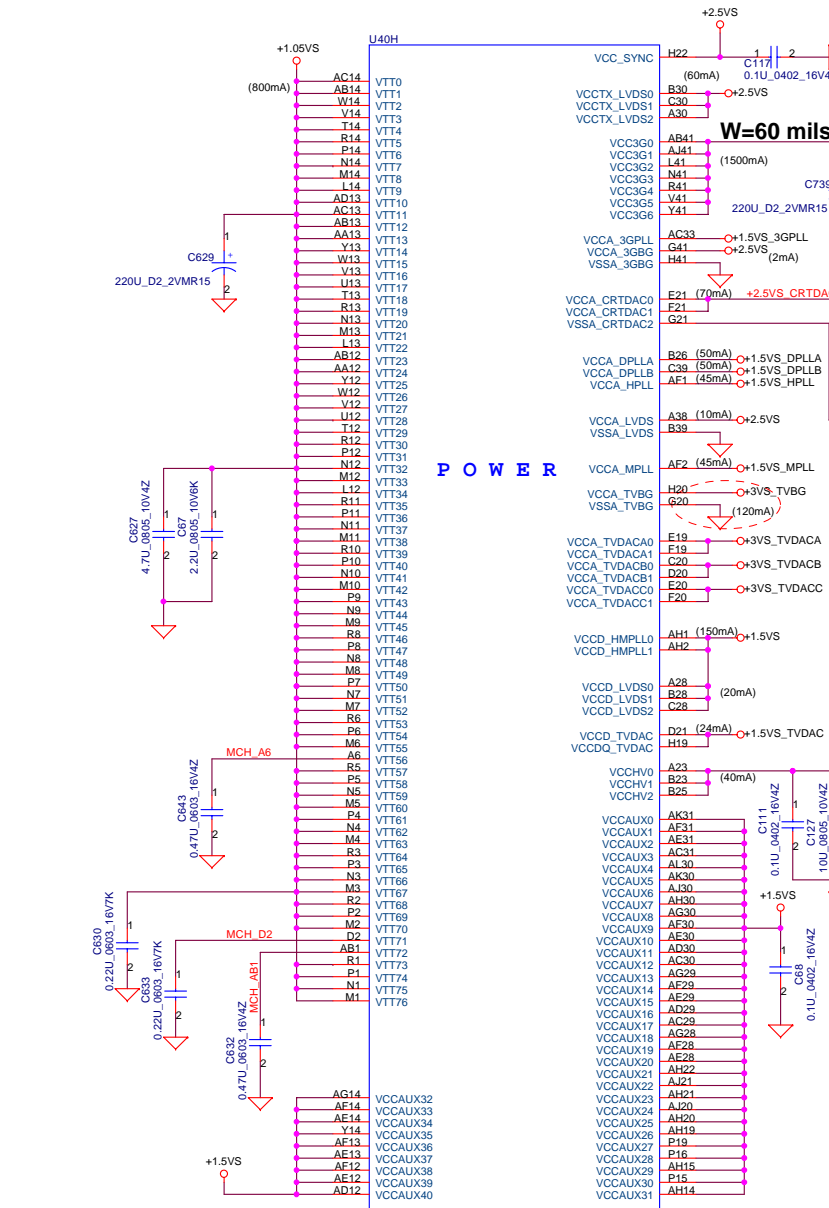 +2.5VS
U40H
+1.05VS
(800mA)
AC14 VTT0
AB14 VTT1
W14 VTT2
V14 VTT3
T14 VTT4
R14 VTT5
P14 VTT6
N14 VTT7
M14 VTT8
L14 VTT9
AD13 VTT10
AC13 VTT11
AB13 VTT12
AA13 VTT13
Y13 VTT14
W13 VTT15
V13 VTT16
U13 VTT17
T13 VTT18
R13 VTT19
N13 VTT20
M13 VTT21
L13 VTT22
AB12 VTT23
AA12 VTT24
Y12 VTT25
W12 VTT26
V12 VTT27
U12 VTT28
T12 VTT29
R12 VTT30
P12 VTT31
N12 VTT32
M12 VTT33
L12 VTT34
R11 VTT35
P11 VTT36
N11 VTT37
M11 VTT38
R10 VTT39
P10 VTT40
N10 VTT41
M10 VTT42
P9 VTT43
N9 VTT44
M9 VTT45
R8 VTT46
P8 VTT47
N8 VTT48
M8 VTT49
P7 VTT50
N7 VTT51
M7 VTT52
R6 VTT53
P6 VTT54
M6 VTT55
A6 VTT56
R5 VTT57
P5 VTT58
N5 VTT59
M5 VTT60
P4 VTT61
N4 VTT62
M4 VTT63
R3 VTT64
P3 VTT65
N3 VTT66
M3 VTT67
R2 VTT68
P2 VTT69
M2 VTT70
D2 VTT71
AB1 VTT72
R1 VTT73
P1 VTT74
N1 VTT75
M1 VTT76
AG14 VCCAUX32
AF14 VCCAUX33
AE14 VCCAUX34
Y14 VCCAUX35
AF13 VCCAUX36
AE13 VCCAUX37
AF12 VCCAUX38
AE12 VCCAUX39
AD12 VCCAUX40
+1.5VS
1
C629 +
220U_D2_2VMR15
2
C627
4.7U_0805_10V4Z
1
2
C67
2.2U_0805_10V6K
1
2
MCH_A6
C643
0.47U_0603_16V4Z
1
2
C630
0.22U_0603_16V7K
1
2
MCH_D2
C633
0.22U_0603_16V7K
1
2
MCH_AB1
C632
0.47U_0603_16V4Z
1
2
P O W E R
VCC_SYNC H22
1 2
C117
0.1U_0402_16V4
(60mA)
VCCTX_LVDS0 B30 +2.5VS
VCCTX_LVDS1 C30
VCCTX_LVDS2 A30
W=60 mils
VCC3G0 AB41
VCC3G1 AJ41 (1500mA)
VCC3G2 L41
VCC3G3 N41
VCC3G4 R41
VCC3G5 V41
VCC3G6 Y41
C739
220U_D2_2VMR15
VCCA_3GPLL AC33 +1.5VS_3GPLL
VCCA_3GBG G41 +2.5VS
VSSA_3GBG H41 (2mA)
VCCA_CRTDAC0 E21 (70mA) +2.5VS_CRTDA
VCCA_CRTDAC1 F21
VSSA_CRTDAC2 G21
VCCA_DPLLA B26 (50mA) +1.5VS_DPLLA
VCCA_DPLLB C39 (50mA) +1.5VS_DPLLB
VCCA_HPLL AF1 (45mA) +1.5VS_HPLL
VCCA_LVDS A38 (10mA) +2.5VS
VSSA_LVDS B39
VCCA_MPLL AF2 (45mA) +1.5VS_MPLL
VCCA_TVBG H20 +3VS_TVBG
VSSA_TVBG G20 (120mA)
VCCA_TVDACA0 E19 +3VS_TVDACA
VCCA_TVDACA1 F19
VCCA_TVDACB0 C20 +3VS_TVDACB
VCCA_TVDACB1 D20
VCCA_TVDACC0 E20 +3VS_TVDACC
VCCA_TVDACC1 F20
VCCD_HMPLL0 AH1 (150mA) +1.5VS
VCCD_HMPLL1 AH2
VCCD_LVDS0 A28
VCCD_LVDS1 B28 (20mA)
VCCD_LVDS2 C28
VCCD_TVDAC D21 (24mA) +1.5VS_TVDAC
VCCDQ_TVDAC H19
VCCHV0 A23
VCCHV1 B23 (40mA)
VCCHV2 B25
C111
0.1U_0402_16V4Z
1
2
C127
10U_0805_10V4Z
VCCAUX0 AK31
VCCAUX1 AF31
VCCAUX2 AE31
VCCAUX3 AC31
VCCAUX4 AL30
VCCAUX5 AK30
VCCAUX6 AJ30
VCCAUX7 AH30
VCCAUX8 AG30
VCCAUX9 AF30
VCCAUX10 AE30
VCCAUX11 AD30
VCCAUX12 AC30
VCCAUX13 AG29
VCCAUX14 AF29
VCCAUX15 AE29
VCCAUX16 AD29
VCCAUX17 AC29
VCCAUX18 AG28
VCCAUX19 AF28
VCCAUX20 AE28
VCCAUX21 AH22
VCCAUX22 AJ21
VCCAUX23 AH21
VCCAUX24 AJ20
VCCAUX25 AH20
VCCAUX26 AH19
VCCAUX27 P19
VCCAUX28 P16
VCCAUX29 AH15
VCCAUX30 P15
VCCAUX31 AH14
+1.5VS
1
2
C68
0.1U_0402_16V4Z